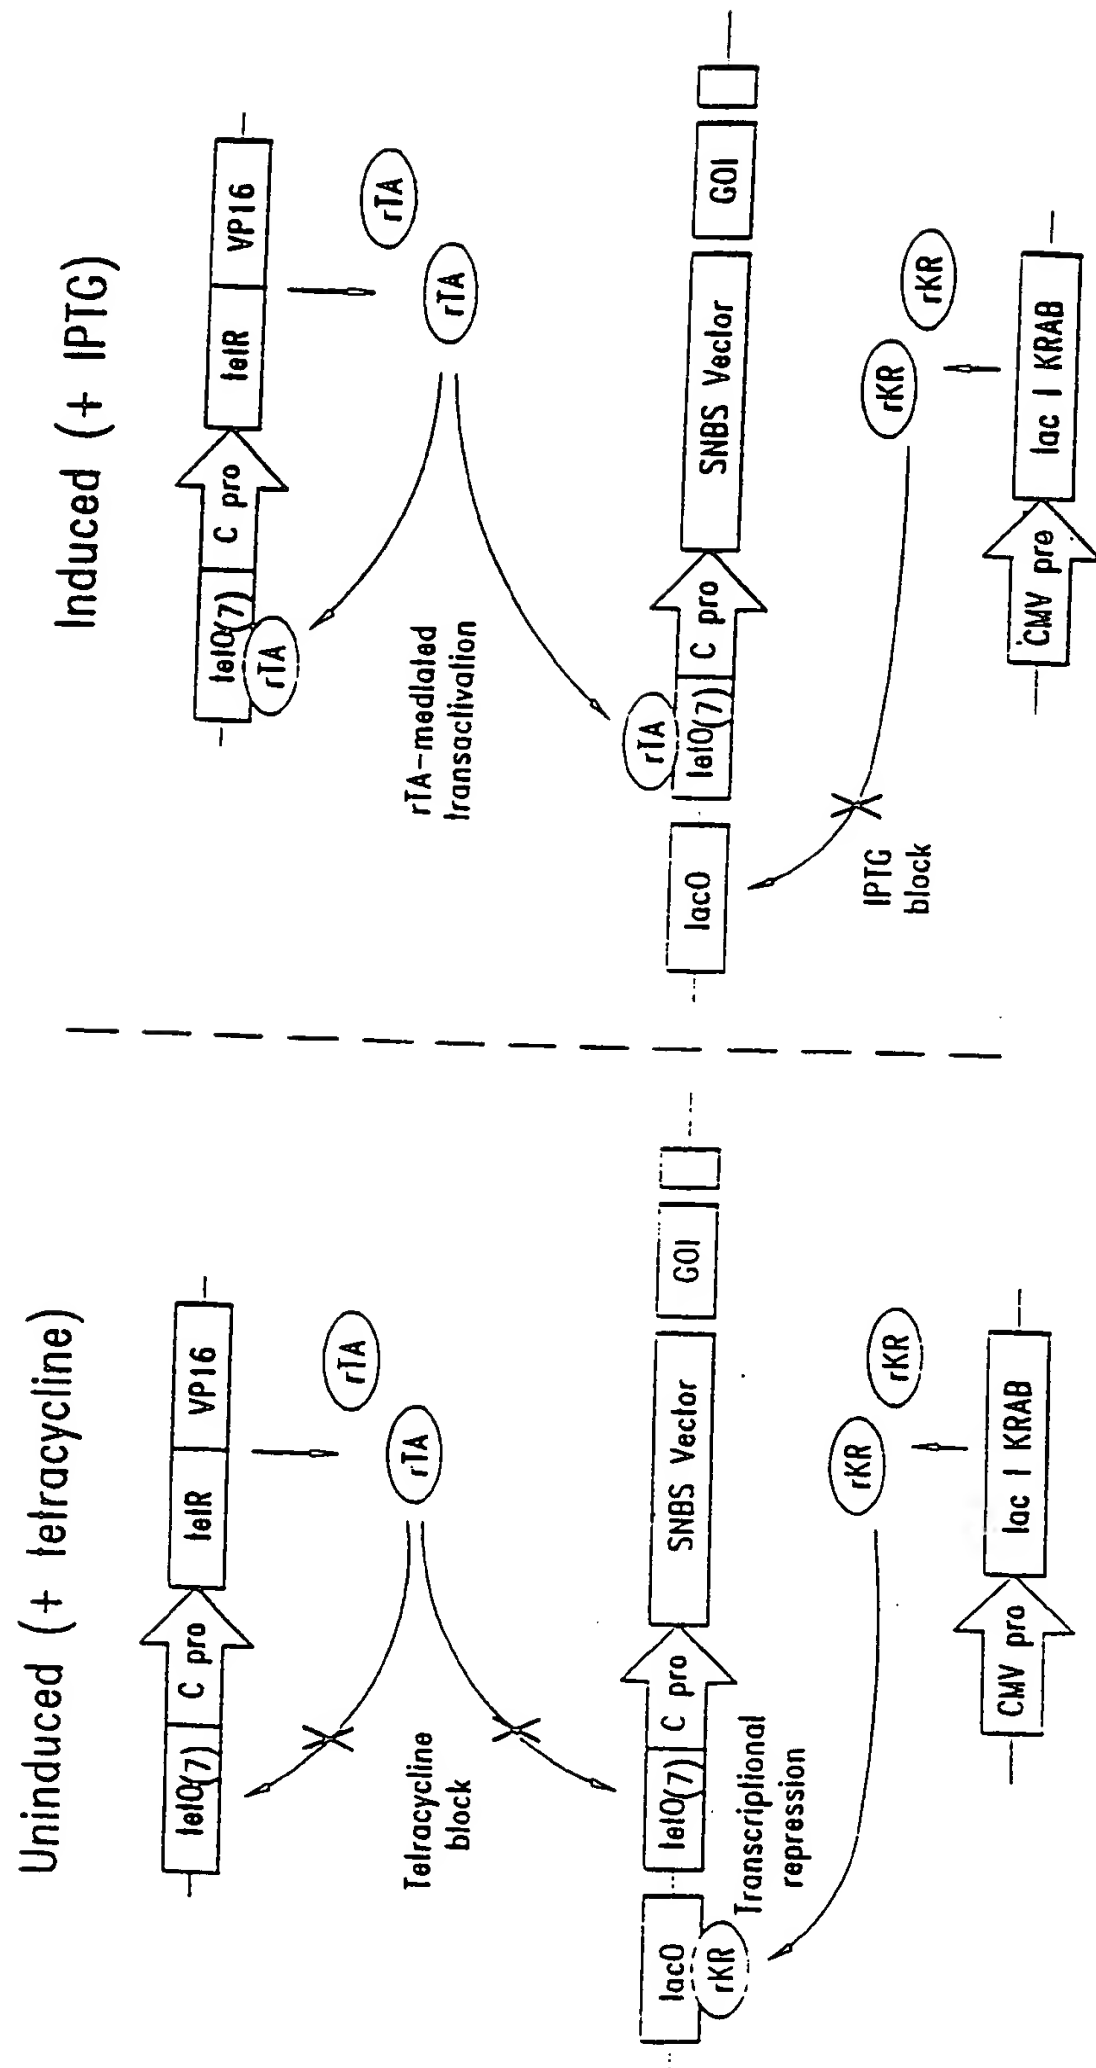 Uninduced (+ tetracycline)
tetO(7)
C pro
tetR
VP16
rTA
rTA
Tetracycline
block
lacO
rKR
tetO(7)
C pro
SNBS Vector
GOI
Transcriptional
repression
rKR
rKR
CMV pro
lac I KRAB
Induced (+ IPTG)
tetO(7)
rTA
C pro
tetR
VP16
rTA
rTA
rTA-mediated
transactivation
lacO
rTA
tetO(7)
C pro
SNBS Vector
GOI
IPTG
block
rKR
rKR
CMV pre
lac I KRAB